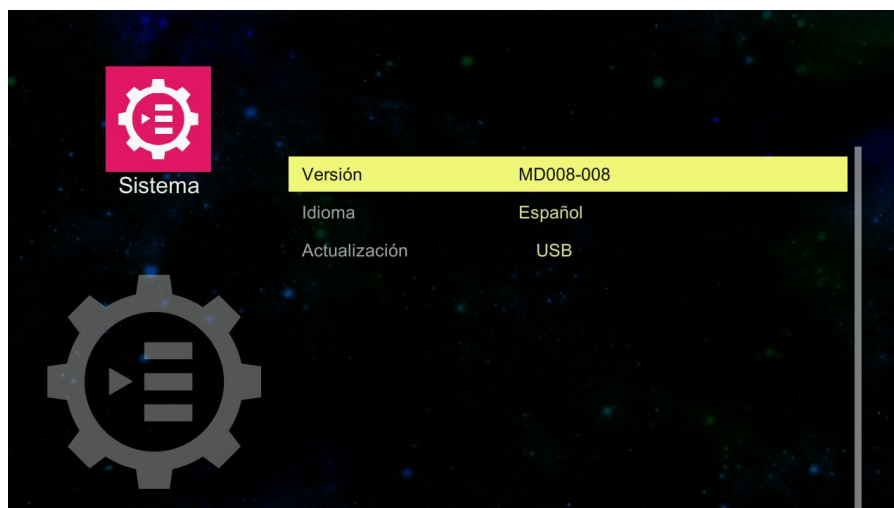 Sistema
Versión MD008-008
Idioma Español
Actualización USB